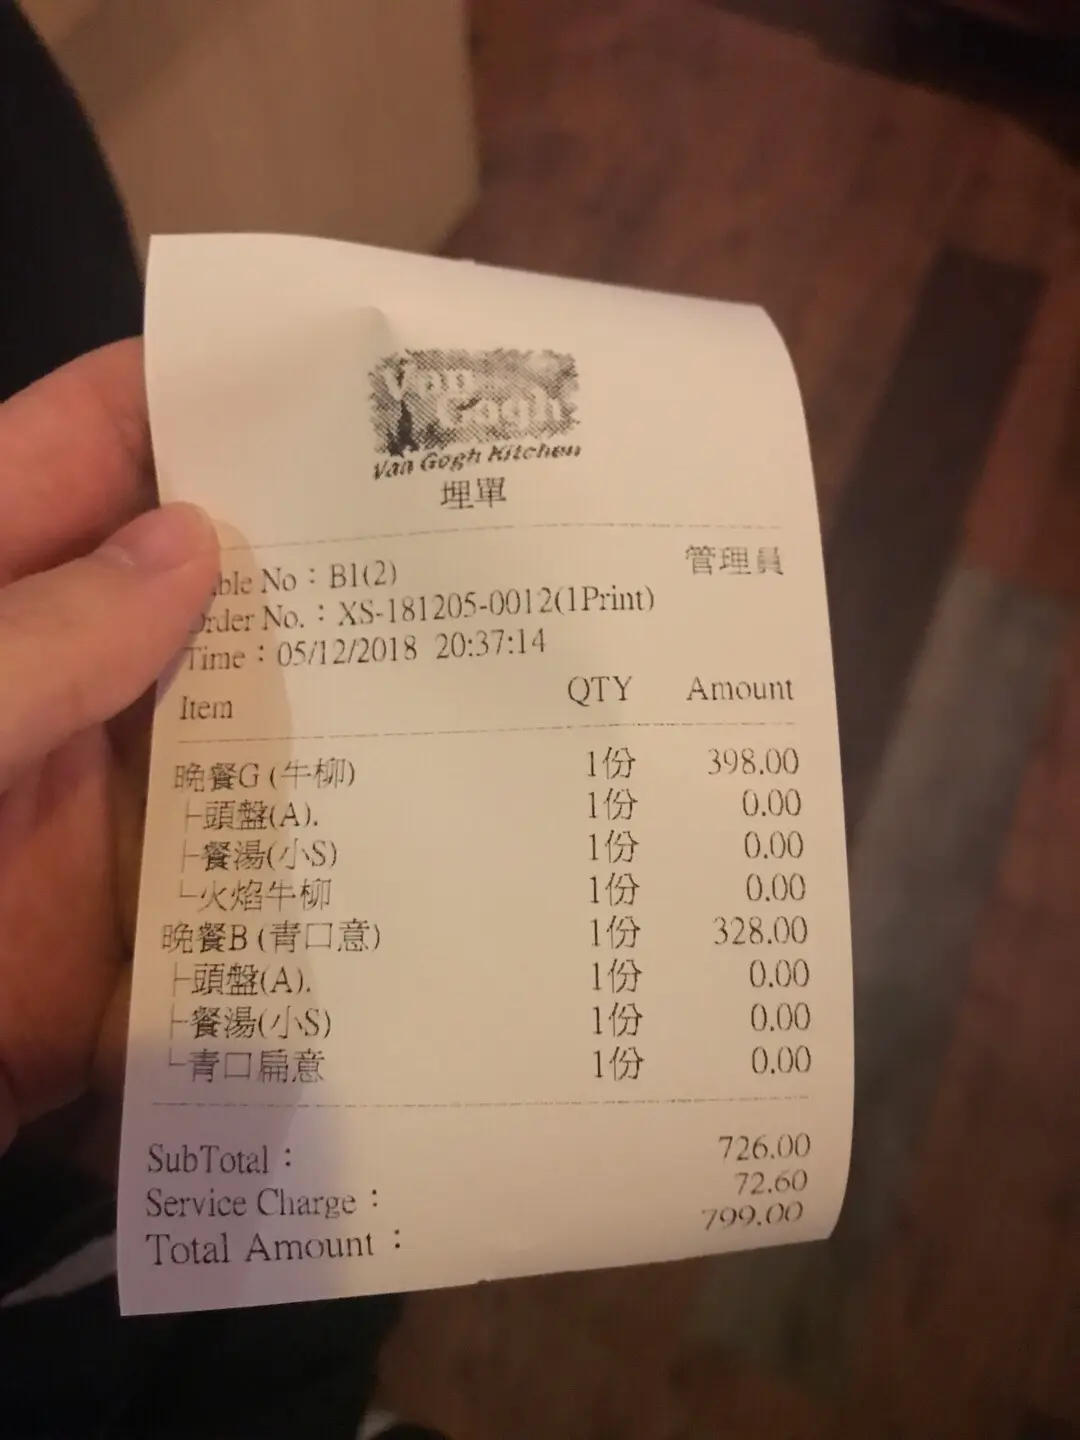 Van
Gogh
Van Gogh Kitchen
埋單
管理員
ble No：B1(2)
Order No.：XS-181205-0012(1Print)
Time：05/12/2018 20:37:14
Item QTY Amount
晚餐G (牛柳) 1份 398.00
├頭盤(A). 1份 0.00
├餐湯(小S) 1份 0.00
└火焰牛柳 1份 0.00
晚餐B (青口意) 1份 328.00
├頭盤(A). 1份 0.00
├餐湯(小S) 1份 0.00
└青口扁意 1份 0.00
SubTotal： 726.00
Service Charge： 72.60
Total Amount： 799.00